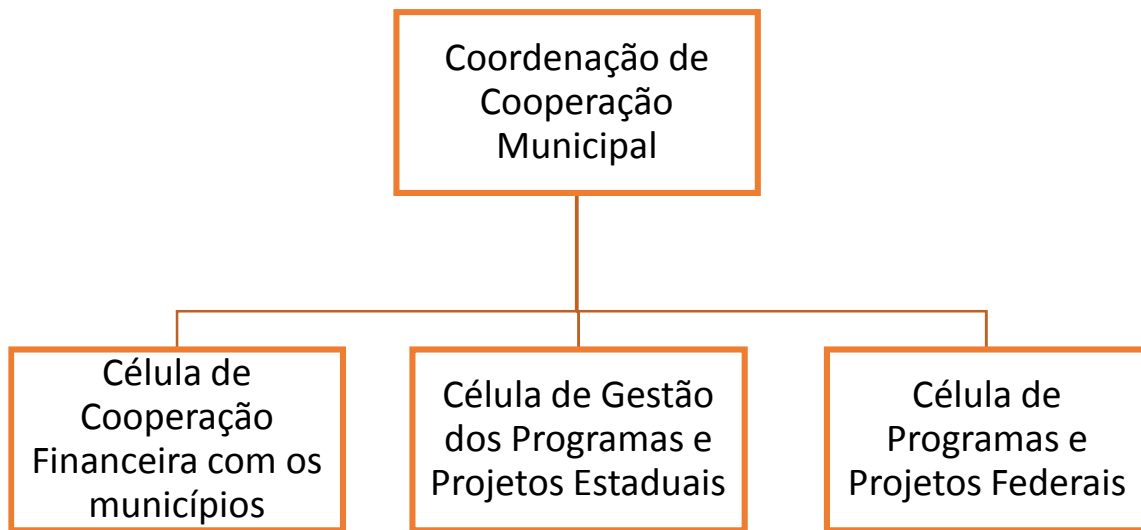 Coordenação de
Cooperação
Municipal
Célula de
Cooperação
Financeira com os
municípios
Célula de Gestão
dos Programas e
Projetos Estaduais
Célula de
Programas e
Projetos Federais